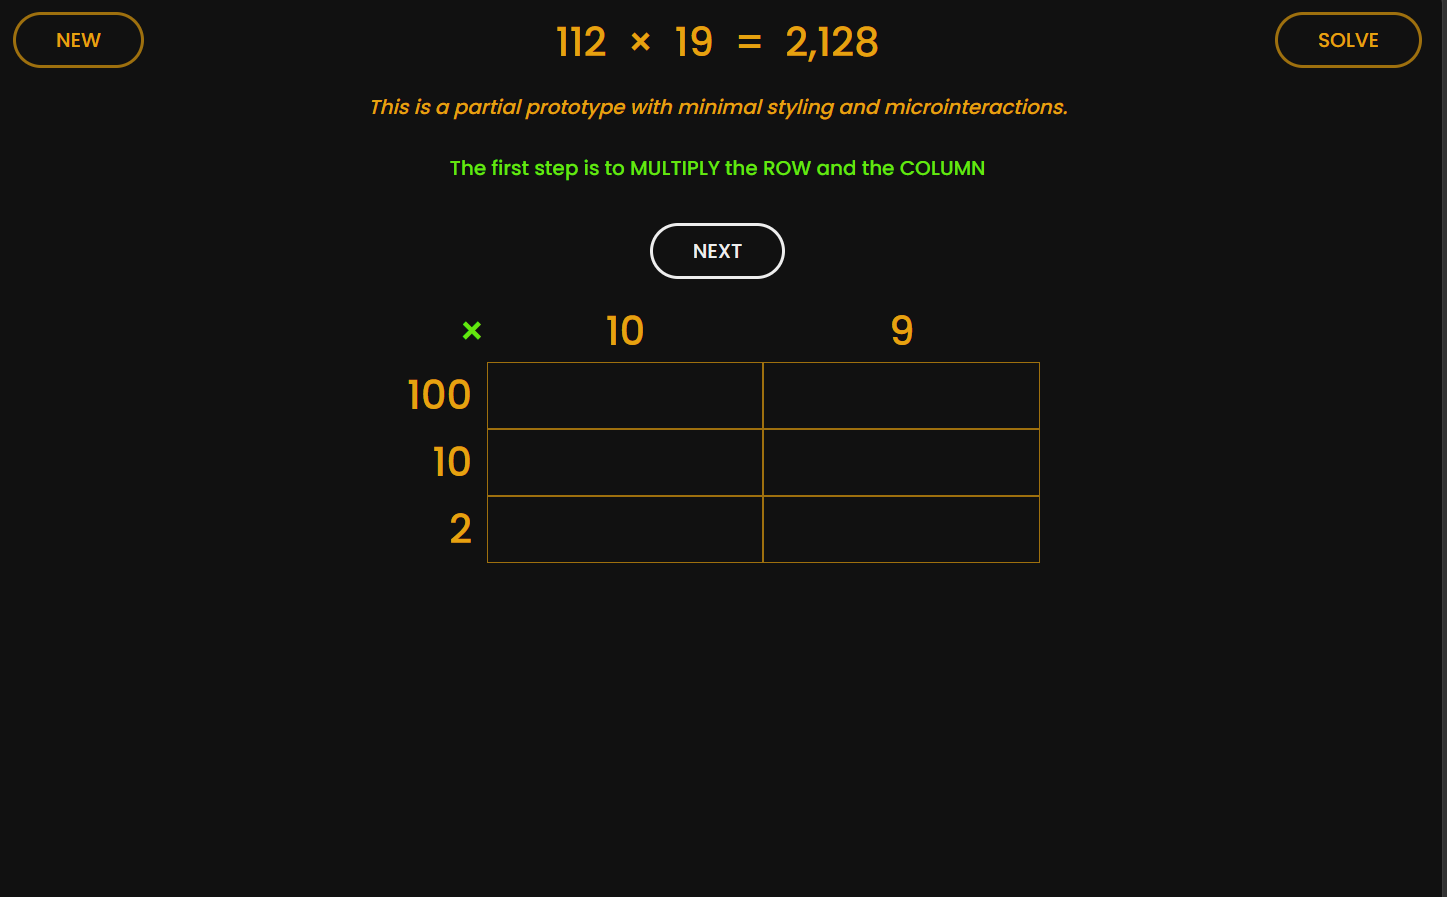 NEW
112 × 19 = 2,128
SOLVE
This is a partial prototype with minimal styling and microinteractions.
The first step is to MULTIPLY the ROW and the COLUMN
NEXT
× 10 9
100
10
2